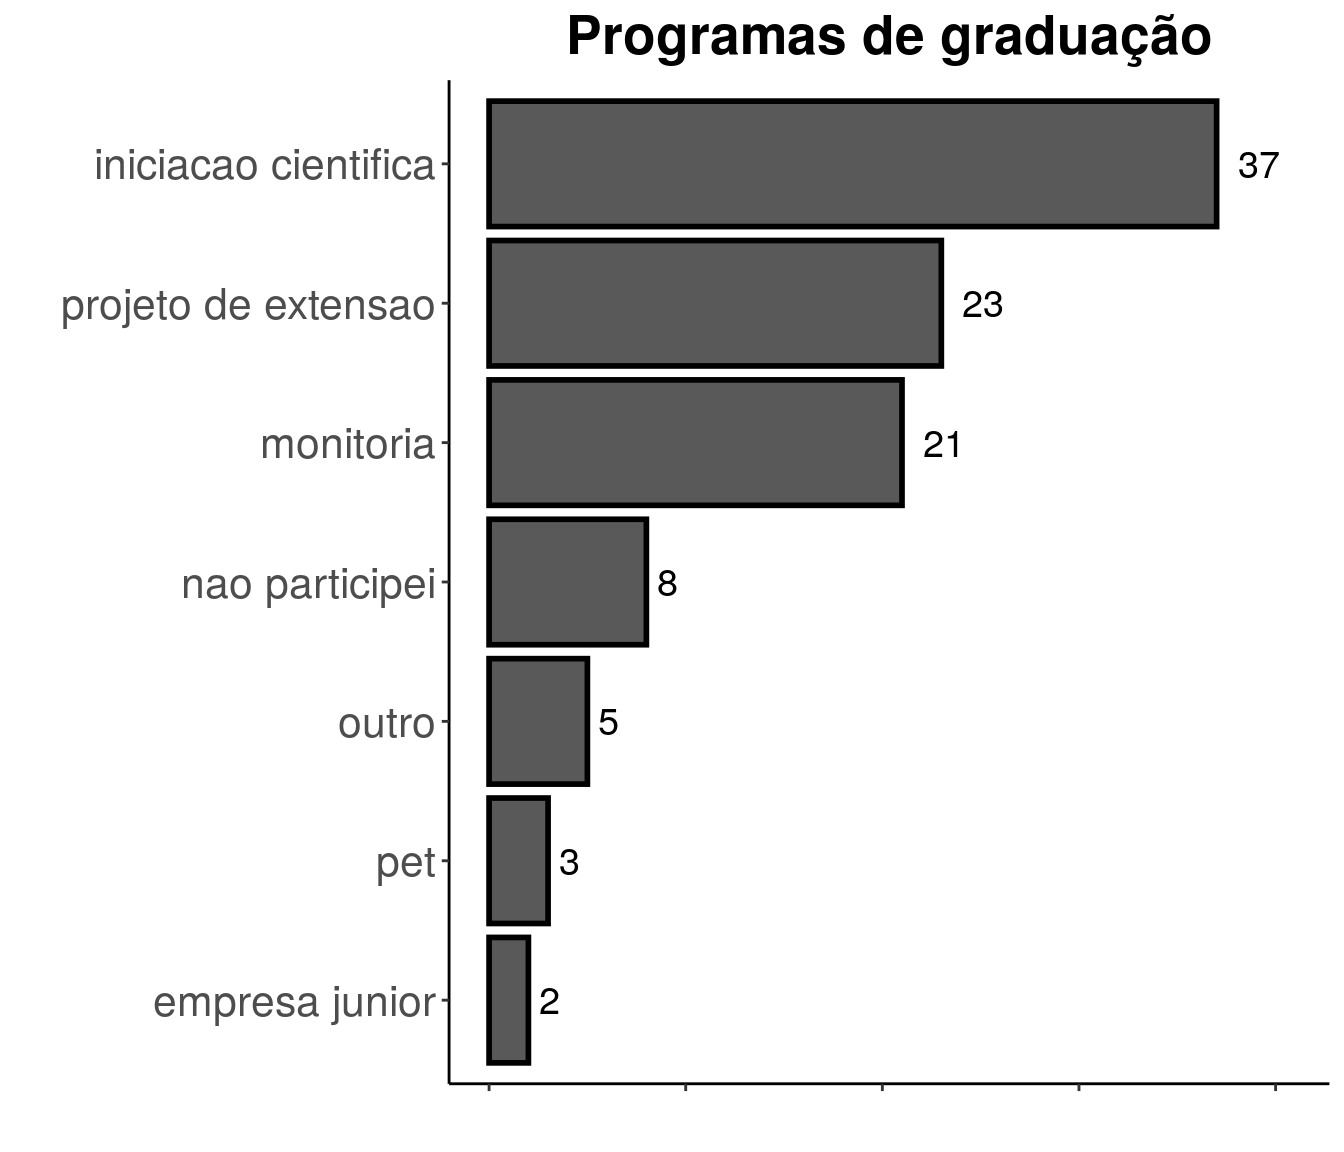 Programas de graduação
iniciacao cientifica 37
projeto de extensao 23
monitoria 21
nao participei 8
outro 5
pet 3
empresa junior 2